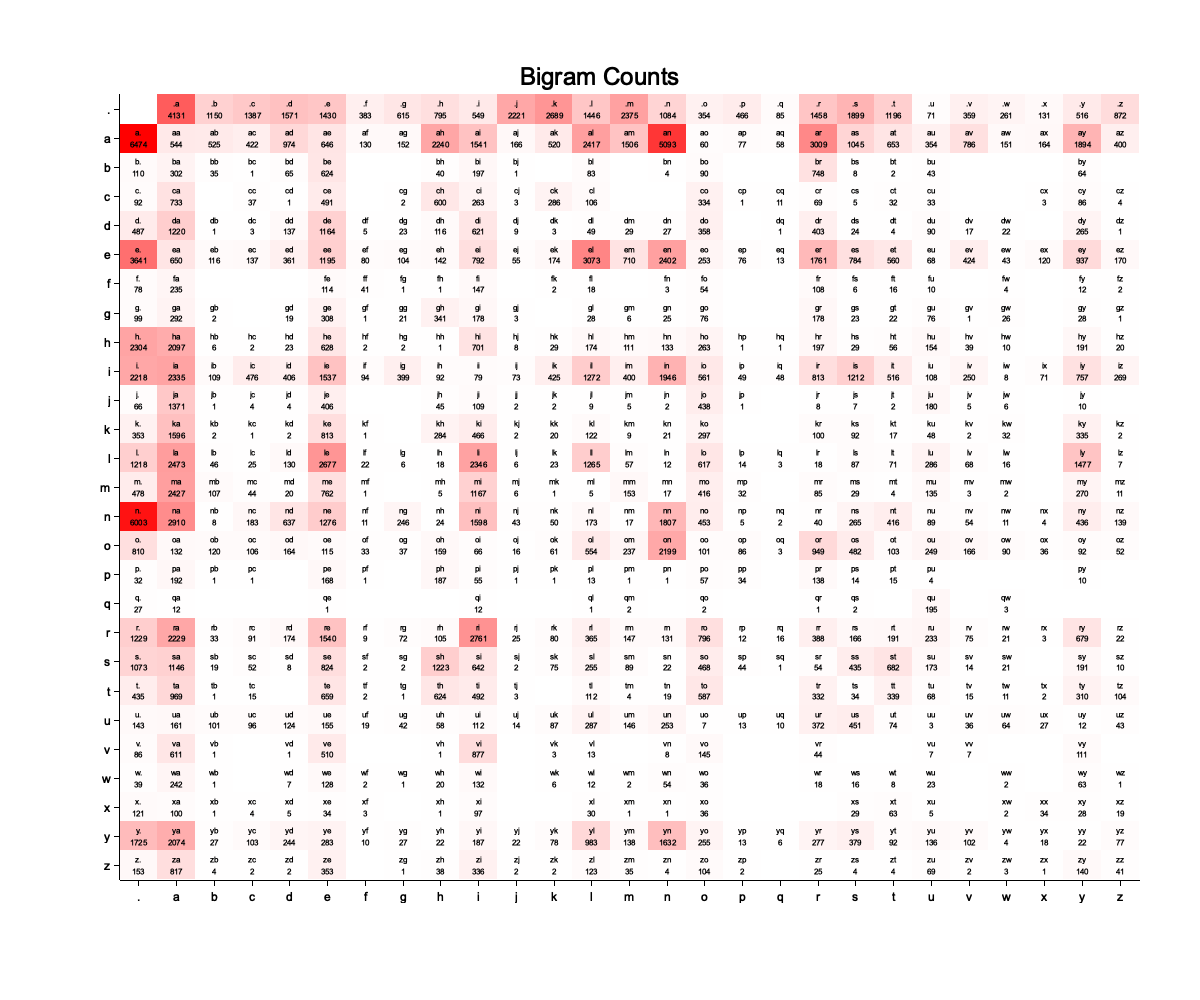 Bigram Counts
.a .b .c .d .e .f .g .h .i .j .k .l .m .n .o .p .q .r .s .t .u .v .w .x .y .z
. 4131 1150 1387 1571 1430 383 615 795 549 2221 2689 1446 2375 1084 354 466 85 1458 1899 1196 71 359 261 131 516 872
a. aa ab ac ad ae af ag ah ai aj ak al am an ao ap aq ar as at au av aw ax ay az
a 6474 544 525 422 974 646 130 152 2240 1541 166 520 2417 1506 5093 60 77 58 3009 1045 653 354 786 151 164 1894 400
b. ba bb bc bd be bh bi bj bl bn bo br bs bt bu by
b 110 302 35 1 65 624 40 197 1 83 4 90 748 8 2 43 64
c. ca cc cd ce cg ch ci cj ck cl co cp cq cr cs ct cu cx cy cz
c 92 733 37 1 491 2 600 263 3 286 106 334 1 11 69 5 32 33 3 86 4
d. da db dc dd de df dg dh di dj dk dl dm dn do dq dr ds dt du dv dw dy dz
d 487 1220 1 3 137 1164 5 23 116 621 9 3 49 29 27 358 1 403 24 4 90 17 22 265 1
e. ea eb ec ed ee ef eg eh ei ej ek el em en eo ep eq er es et eu ev ew ex ey ez
e 3641 650 116 137 361 1195 80 104 142 792 55 174 3073 710 2402 253 76 13 1761 784 560 68 424 43 120 937 170
f. fa fe ff fg fh fi fk fl fn fo fr fs ft fu fw fy fz
f 78 235 114 41 1 1 147 2 18 3 54 108 6 16 10 4 12 2
g. ga gb gd ge gf gg gh gi gj gl gm gn go gr gs gt gu gv gw gy gz
g 99 292 2 19 308 1 21 341 178 3 28 6 25 76 178 23 22 76 1 26 28 1
h. ha hb hc hd he hf hg hh hi hj hk hl hm hn ho hp hq hr hs ht hu hv hw hy hz
h 2304 2097 6 2 23 628 2 2 1 701 8 29 174 111 133 263 1 1 197 29 56 154 39 10 191 20
i. ia ib ic id ie if ig ih ii ij ik il im in io ip iq ir is it iu iv iw ix iy iz
i 2218 2335 109 476 406 1537 94 399 92 79 73 425 1272 400 1946 561 49 48 813 1212 516 108 250 8 71 757 269
j. ja jb jc jd je jh ji jj jk jl jm jn jo jp jr js jt ju jv jw jy
j 66 1371 1 4 4 406 45 109 2 2 9 5 2 438 1 8 7 2 180 5 6 10
k. ka kb kc kd ke kf kh ki kj kk kl km kn ko kr ks kt ku kv kw ky kz
k 353 1596 2 1 2 813 1 284 466 2 20 122 9 21 297 100 92 17 48 2 32 335 2
l. la lb lc ld le lf lg lh li lj lk ll lm ln lo lp lr ls lt lu lv lw ly lz
l 1218 2473 46 25 130 2677 22 6 18 2346 6 23 1265 57 12 617 14 3 18 87 71 286 68 16 1477 7
m. ma mb mc md me mf mh mi mj mk ml mm mn mo mp mr ms mt mu mv mw my mz
m 478 2427 107 44 20 762 1 5 1167 6 1 5 153 17 416 32 85 29 4 135 3 2 270 11
n. na nb nc nd ne nf ng nh ni nj nk nl nm nn no np nq nr ns nt nu nv nw nx ny nz
n 6003 2910 8 183 637 1276 11 246 24 1598 43 50 173 17 1807 453 5 2 40 265 416 89 54 11 4 436 139
o. oa ob oc od oe of og oh oi oj ok ol om on oo op oq or os ot ou ov ow ox oy oz
o 810 132 120 106 164 115 33 37 159 66 16 61 554 237 2199 101 86 3 949 482 103 249 166 90 36 92 52
p. pa pb pc pe pf ph pi pj pk pl pm pn po pp pr ps pt pu py
p 32 192 1 1 168 1 187 55 1 1 13 1 1 57 34 138 14 15 4 10
q. qa qe qi ql qm qo qr qs qu qw
q 27 12 1 12 1 2 2 1 2 195 3
r. ra rb rc rd re rf rg rh ri rj rk rl rm rn ro rp rq rr rs rt ru rv rw rx ry rz
r 1229 2229 33 91 174 1540 9 72 105 2761 25 80 365 147 131 796 12 16 388 166 191 233 75 21 3 679 22
s. sa sb sc sd se sf sg sh si sj sk sl sm sn so sp sq sr ss st su sv sw sy sz
s 1073 1146 19 52 8 824 2 2 1223 642 2 75 255 89 22 468 44 1 54 435 682 173 14 21 191 10
t. ta tb tc te tf tg th ti tj tl tm tn to tr ts tt tu tv tw tx ty tz
t 435 969 1 15 659 2 1 624 492 3 112 4 19 587 332 34 339 68 15 11 2 310 104
u. ua ub uc ud ue uf ug uh ui uj uk ul um un uo up uq ur us ut uu uv uw ux uy uz
u 143 161 101 96 124 155 19 42 58 112 14 87 287 146 253 7 13 10 372 451 74 3 36 64 27 12 43
v. va vb vd ve vh vi vk vl vn vo vr vu vv vy
v 86 611 1 1 510 1 877 3 13 8 145 44 7 7 111
w. wa wb wd we wf wg wh wi wk wl wm wn wo wr ws wt wu ww wy wz
w 39 242 1 7 128 2 1 20 132 6 12 2 54 36 18 16 8 23 2 63 1
x. xa xb xc xd xe xf xh xi xl xm xn xo xs xt xu xw xx xy xz
x 121 100 1 4 5 34 3 1 97 30 1 1 36 29 63 5 2 34 28 19
y. ya yb yc yd ye yf yg yh yi yj yk yl ym yn yo yp yq yr ys yt yu yv yw yx yy yz
y 1725 2074 27 103 244 283 10 27 22 187 22 78 983 138 1632 255 13 6 277 379 92 136 102 4 18 22 77
z. za zb zc zd ze zg zh zi zj zk zl zm zn zo zp zr zs zt zu zv zw zx zy zz
z 153 817 4 2 2 353 1 38 336 2 2 123 35 4 104 2 25 4 4 69 2 3 1 140 41
. a b c d e f g h i j k l m n o p q r s t u v w x y z